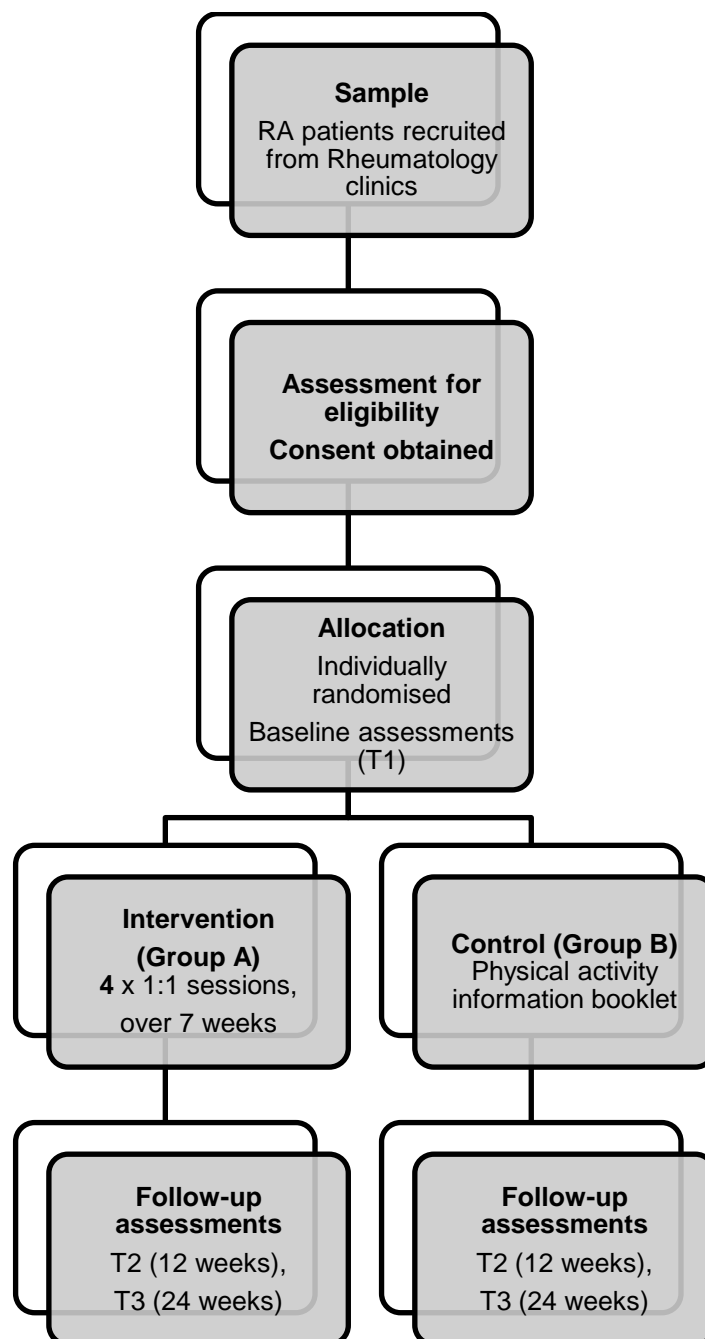 Sample
RA patients recruited
from Rheumatology
clinics
Assessment for
eligibility
Consent obtained
Allocation
Individually
randomised
Baseline assessments
(T1)
Intervention
(Group A)
4 x 1:1 sessions,
over 7 weeks
Control (Group B)
Physical activity
information booklet
Follow-up
assessments
T2 (12 weeks),
T3 (24 weeks)
Follow-up
assessments
T2 (12 weeks),
T3 (24 weeks)